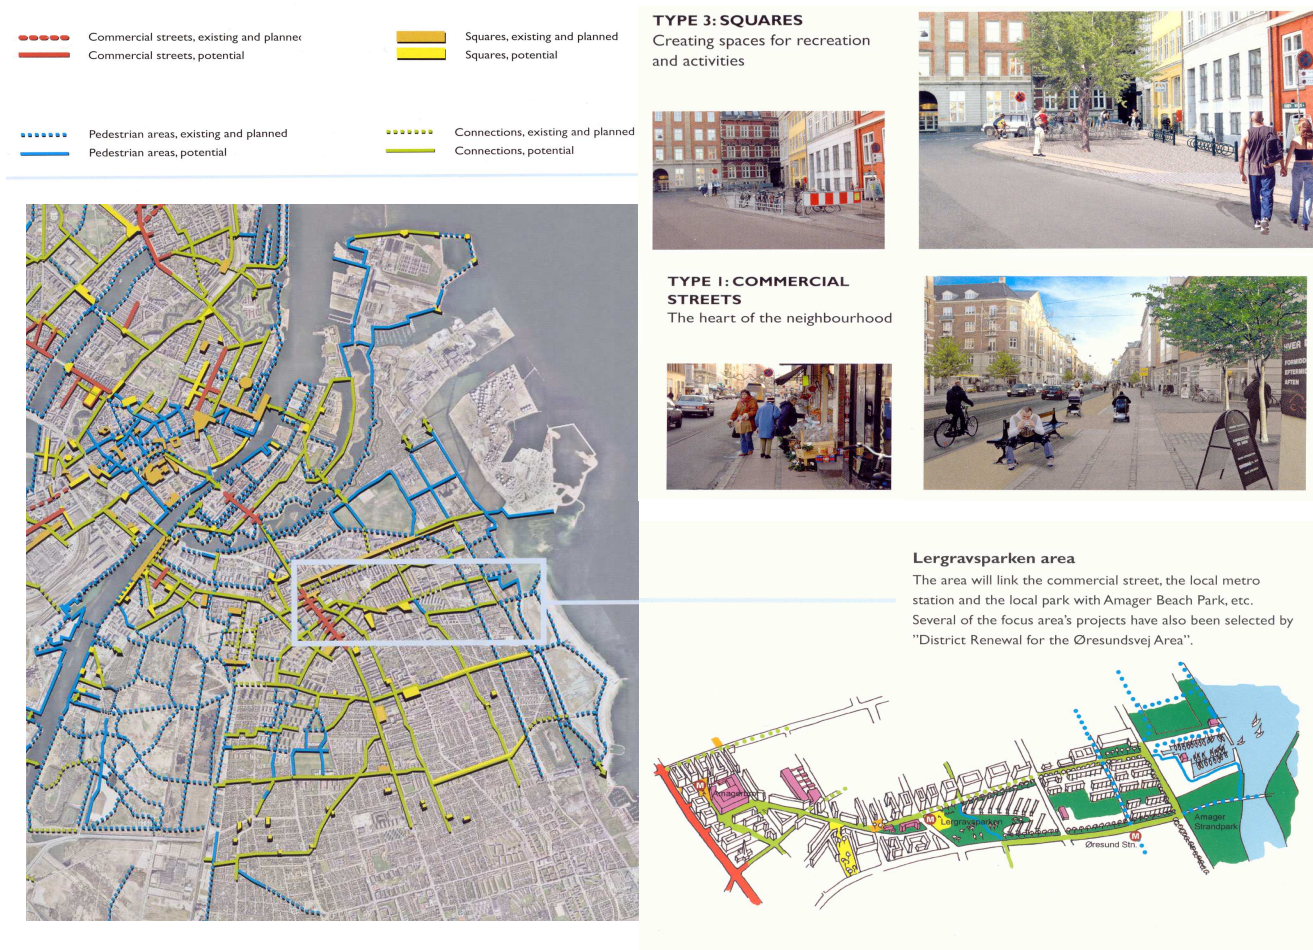 Commercial streets, existing and planned
Commercial streets, potential
Squares, existing and planned
Squares, potential
Pedestrian areas, existing and planned
Pedestrian areas, potential
Connections, existing and planned
Connections, potential
TYPE 3: SQUARES
Creating spaces for recreation
and activities
TYPE 1: COMMERCIAL
STREETS
The heart of the neighbourhood
Lergravsparken area
The area will link the commercial street, the local metro
station and the local park with Amager Beach Park, etc.
Several of the focus area's projects have also been selected by
"District Renewal for the Øresundsvej Area".
M
M
Lergravsparken
M
Øresund Stn.
Amager
Strandpark